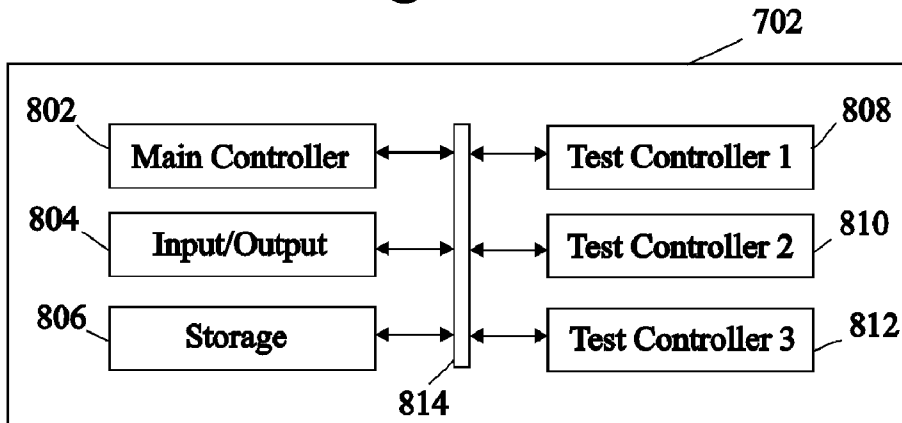 702
802
Main Controller
808
Test Controller 1
804
Input/Output
810
Test Controller 2
806
Storage
812
Test Controller 3
814